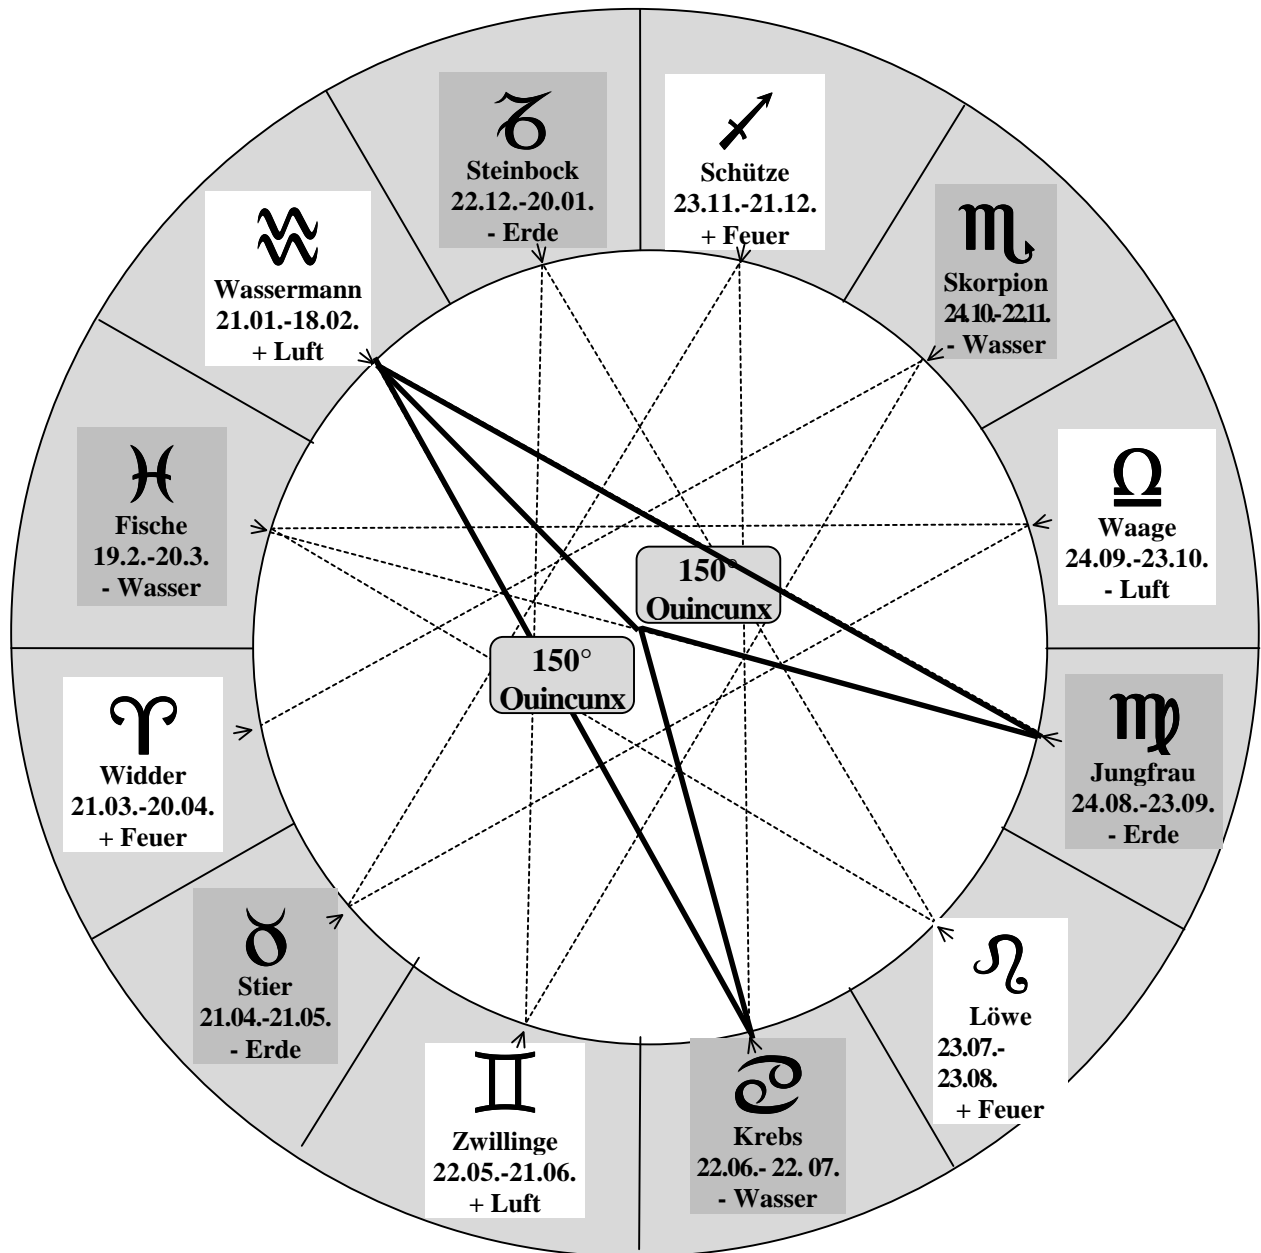 Steinbock
22.12.-20.01.
- Erde
Schütze
23.11.-21.12.
+ Feuer
Wassermann
21.01.-18.02.
+ Luft
Skorpion
24.10.-22.11.
- Wasser
Fische
19.2.-20.3.
- Wasser
Waage
24.09.-23.10.
- Luft
150°
Quincunx
150°
Quincunx
Widder
21.03.-20.04.
+ Feuer
Jungfrau
24.08.-23.09.
- Erde
Stier
21.04.-21.05.
- Erde
Löwe
23.07.-
23.08.
+ Feuer
Zwillinge
22.05.-21.06.
+ Luft
Krebs
22.06.- 22. 07.
- Wasser